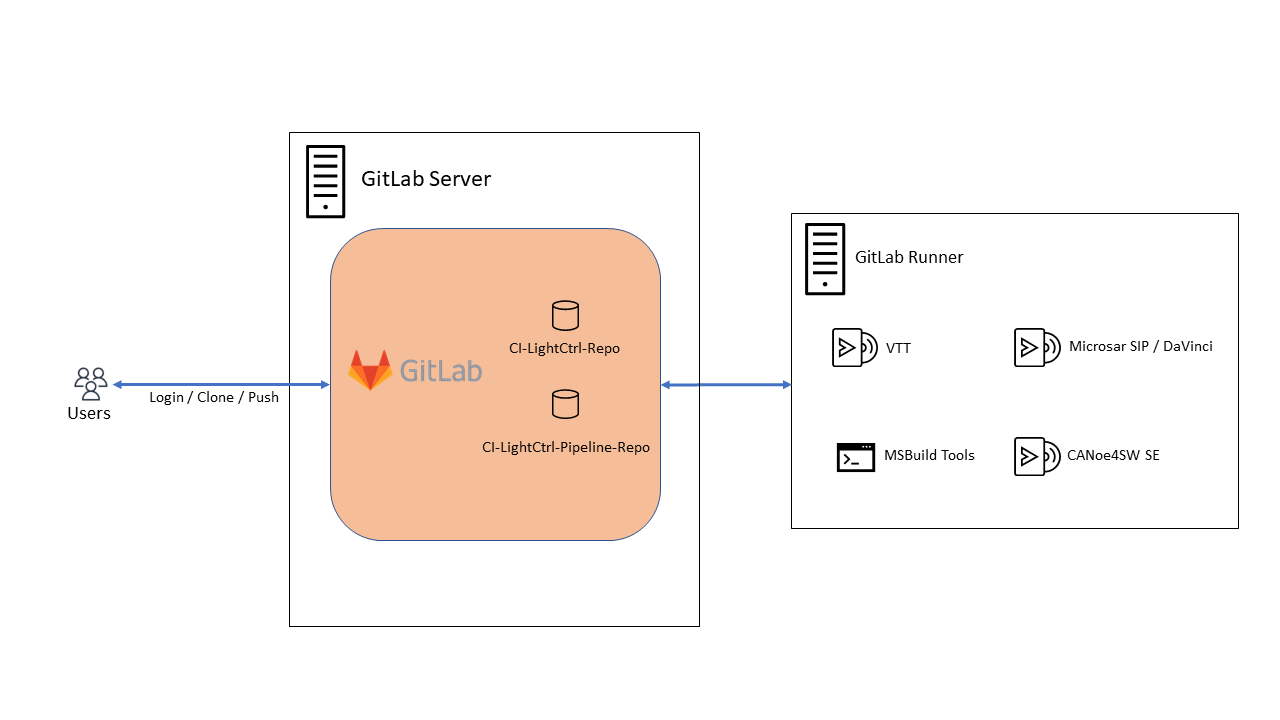 GitLab Server
GitLab Runner
CI-LightCtrl-Repo
VTT
Microsar SIP / DaVinci
GitLab
Login / Clone / Push
Users
CI-LightCtrl-Pipeline-Repo
MSBuild Tools
CANoe4SW SE